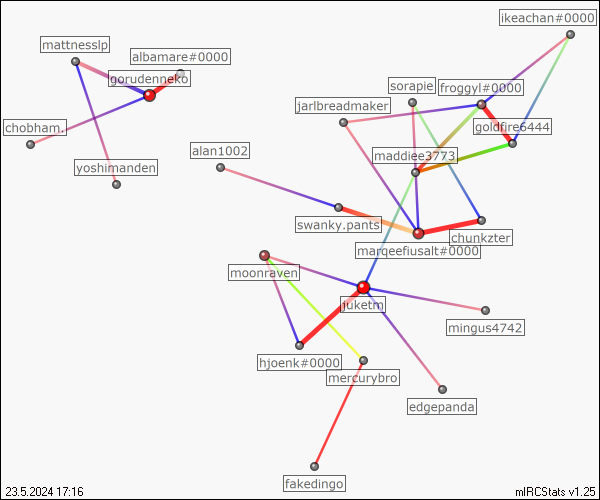 ikeachan#0000
mattnesslp
albamare#0000
gorudenneko
sorapie
froggyl#0000
jarlbreadmaker
goldfire6444
chobham.
alan1002
maddiee3773
yoshimanden
swanky.pants
chunkzter
marqeefiusalt#0000
moonraven
juketm
mingus4742
hjoenk#0000
mercurybro
edgepanda
fakedingo
23.5.2024 17:16
mIRCStats v1.25